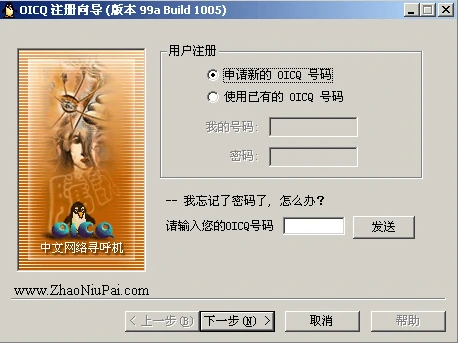 OICQ 注册向导 (版本 99a Build 1005)
用户注册
申请新的 OICQ 号码
使用已有的 OICQ 号码
我的号码:
密码:
OICQ
中文网络寻呼机
-- 我忘记了密码了, 怎么办?
请输入您的OICQ号码
发送
www.ZhaoNiuPai.com
< 上一步(B)
下一步(N) >
取消
帮助